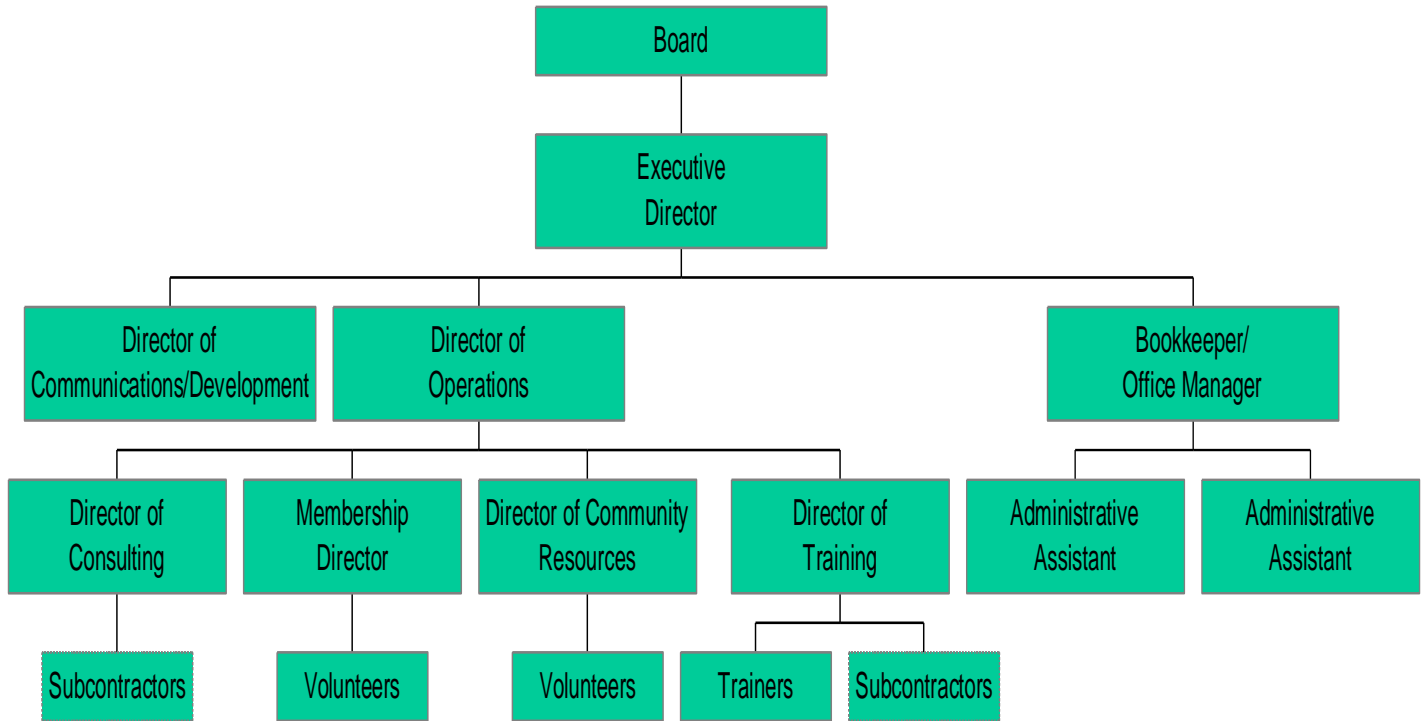 Board
Executive
Director
Director of
Communications/Development
Director of
Operations
Bookkeeper/
Office Manager
Director of
Consulting
Membership
Director
Director of Community
Resources
Director of
Training
Administrative
Assistant
Administrative
Assistant
Subcontractors
Volunteers
Volunteers
Trainers
Subcontractors